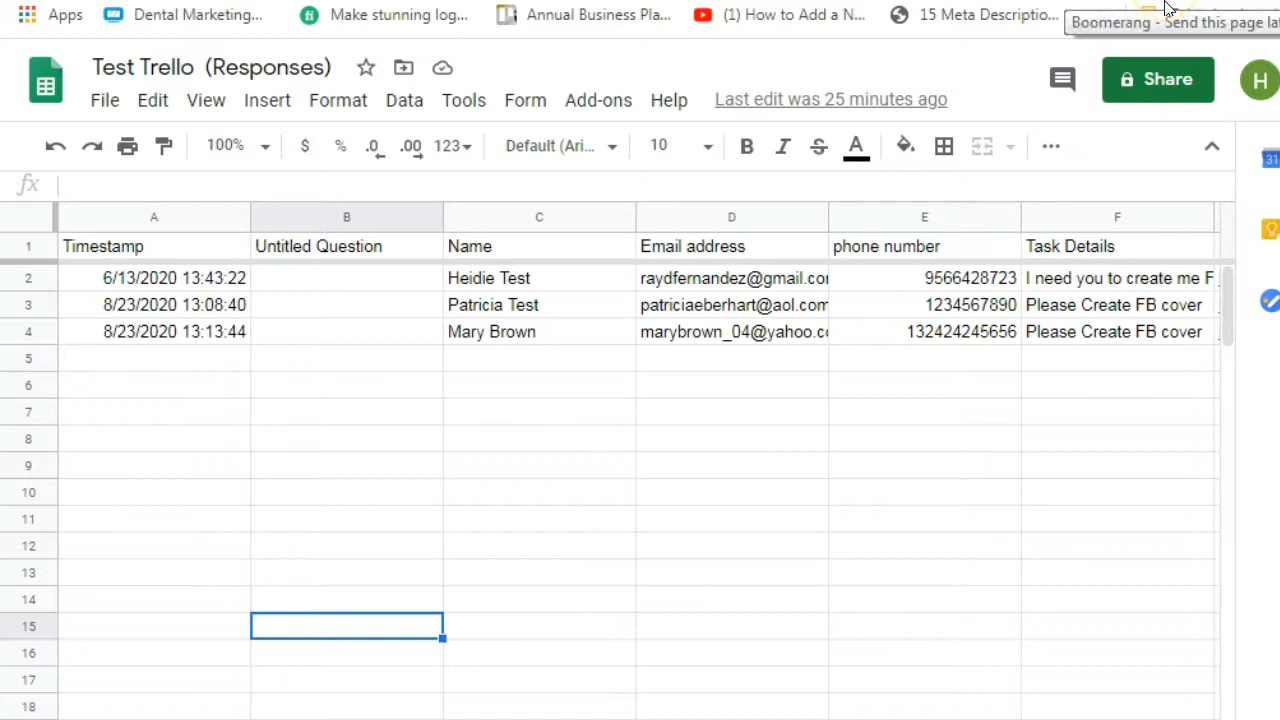 Apps Dental Marketing... Make stunning log... Annual Business Pla... (1) How to Add a N... 15 Meta Descriptio...
Boomerang - Send this page lat
Test Trello (Responses)
Share H
File Edit View Insert Format Data Tools Form Add-ons Help Last edit was 25 minutes ago
100% $ % .0 .00 123 Default (Ari... 10 B I S A ...
31
fx
A B C D E F
1 Timestamp Untitled Question Name Email address phone number Task Details
2 6/13/2020 13:43:22 Heidie Test raydfernandez@gmail.com 9566428723 I need you to create me F
3 8/23/2020 13:08:40 Patricia Test patriciaeberhart@aol.com 1234567890 Please Create FB cover
4 8/23/2020 13:13:44 Mary Brown marybrown_04@yahoo.co 132424245656 Please Create FB cover
5
6
7
8
9
10
11
12
13
14
15
16
17
18